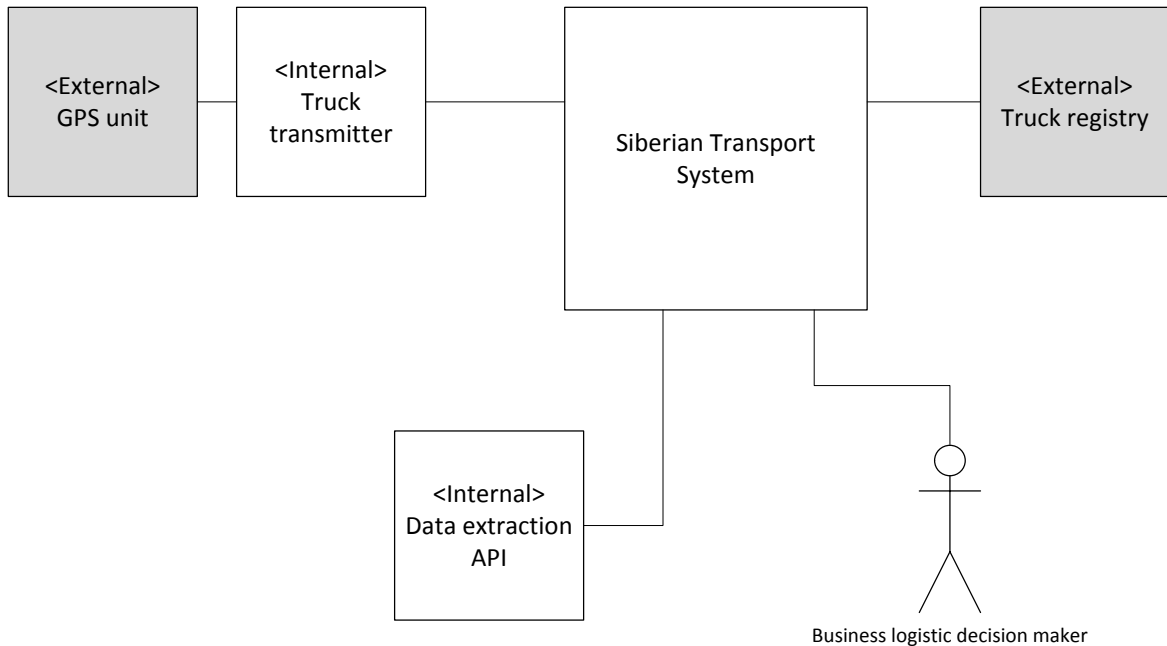 <External>
GPS unit
<Internal>
Truck
transmitter
Siberian Transport
System
<External>
Truck registry
<Internal>
Data extraction
API
Business logistic decision maker